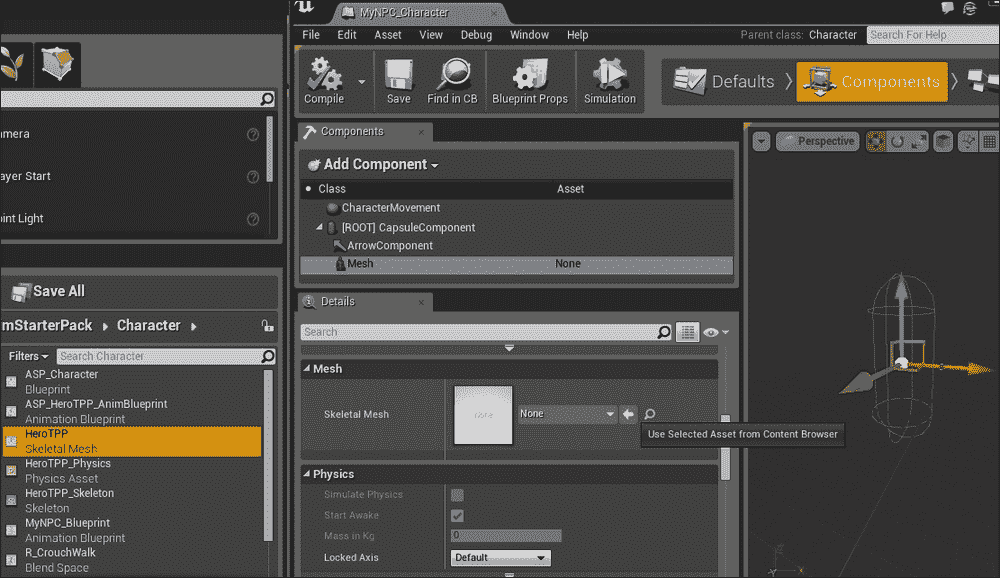 MyNPC_Character
File Edit Asset View Debug Window Help
Parent class: Character
Search For Help
Compile
Save
Find in CB
Blueprint Props
Simulation
Defaults
Components
amera
ayer Start
oint Light
Save All
mStarterPack
Character
Filters
Search Character
ASP_Character
Blueprint
ASP_HeroTPP_AnimBlueprint
Animation Blueprint
HeroTPP
Skeletal Mesh
HeroTPP_Physics
Physics Asset
HeroTPP_Skeleton
Skeleton
MyNPC_Blueprint
Animation Blueprint
R_CrouchWalk
Blend Space
Components
Add Component
Class Asset
CharacterMovement
[ROOT] CapsuleComponent
ArrowComponent
Mesh None
Details
Search
Mesh
Skeletal Mesh
None
None
Use Selected Asset from Content Browser
Physics
Simulate Physics
Start Awake
Mass in Kg 0
Locked Axis Default
Perspective